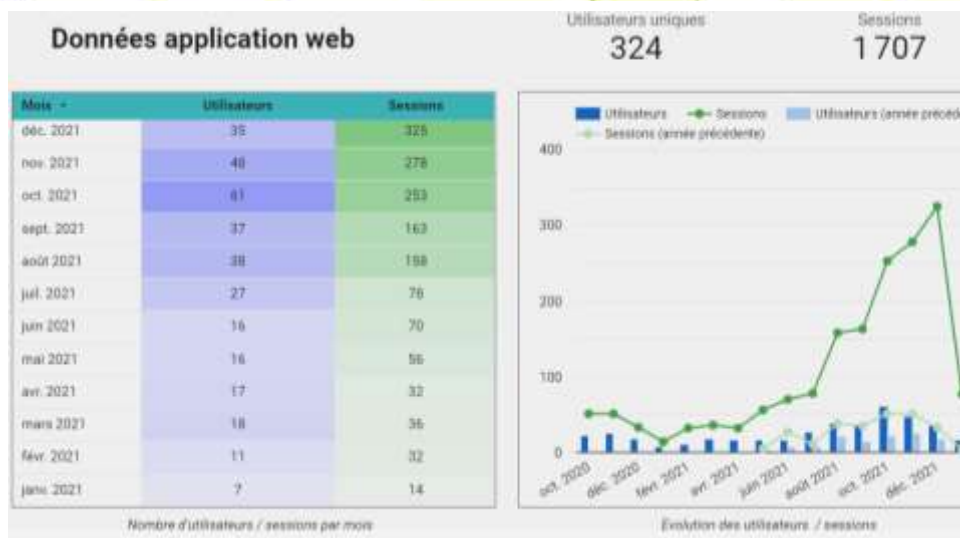 Données application web
Utilisateurs uniques
324
Sessions
1 707
Mois Utilisateurs Sessions
déc. 2021 35 325
nov. 2021 48 278
oct. 2021 61 253
sept. 2021 37 163
août 2021 38 158
juil. 2021 27 78
juin 2021 16 70
mai 2021 16 56
avr. 2021 17 32
mars 2021 18 36
févr. 2021 11 32
janv. 2021 7 14
Nombre d'utilisateurs / sessions par mois
Utilisateurs Sessions Utilisateurs (année précéde
Sessions (année précédente)
400
300
200
100
0
oct. 2020 déc. 2020 févr. 2021 avr. 2021 juin 2021 août 2021 oct. 2021 déc. 2021
Evolution des utilisateurs / sessions